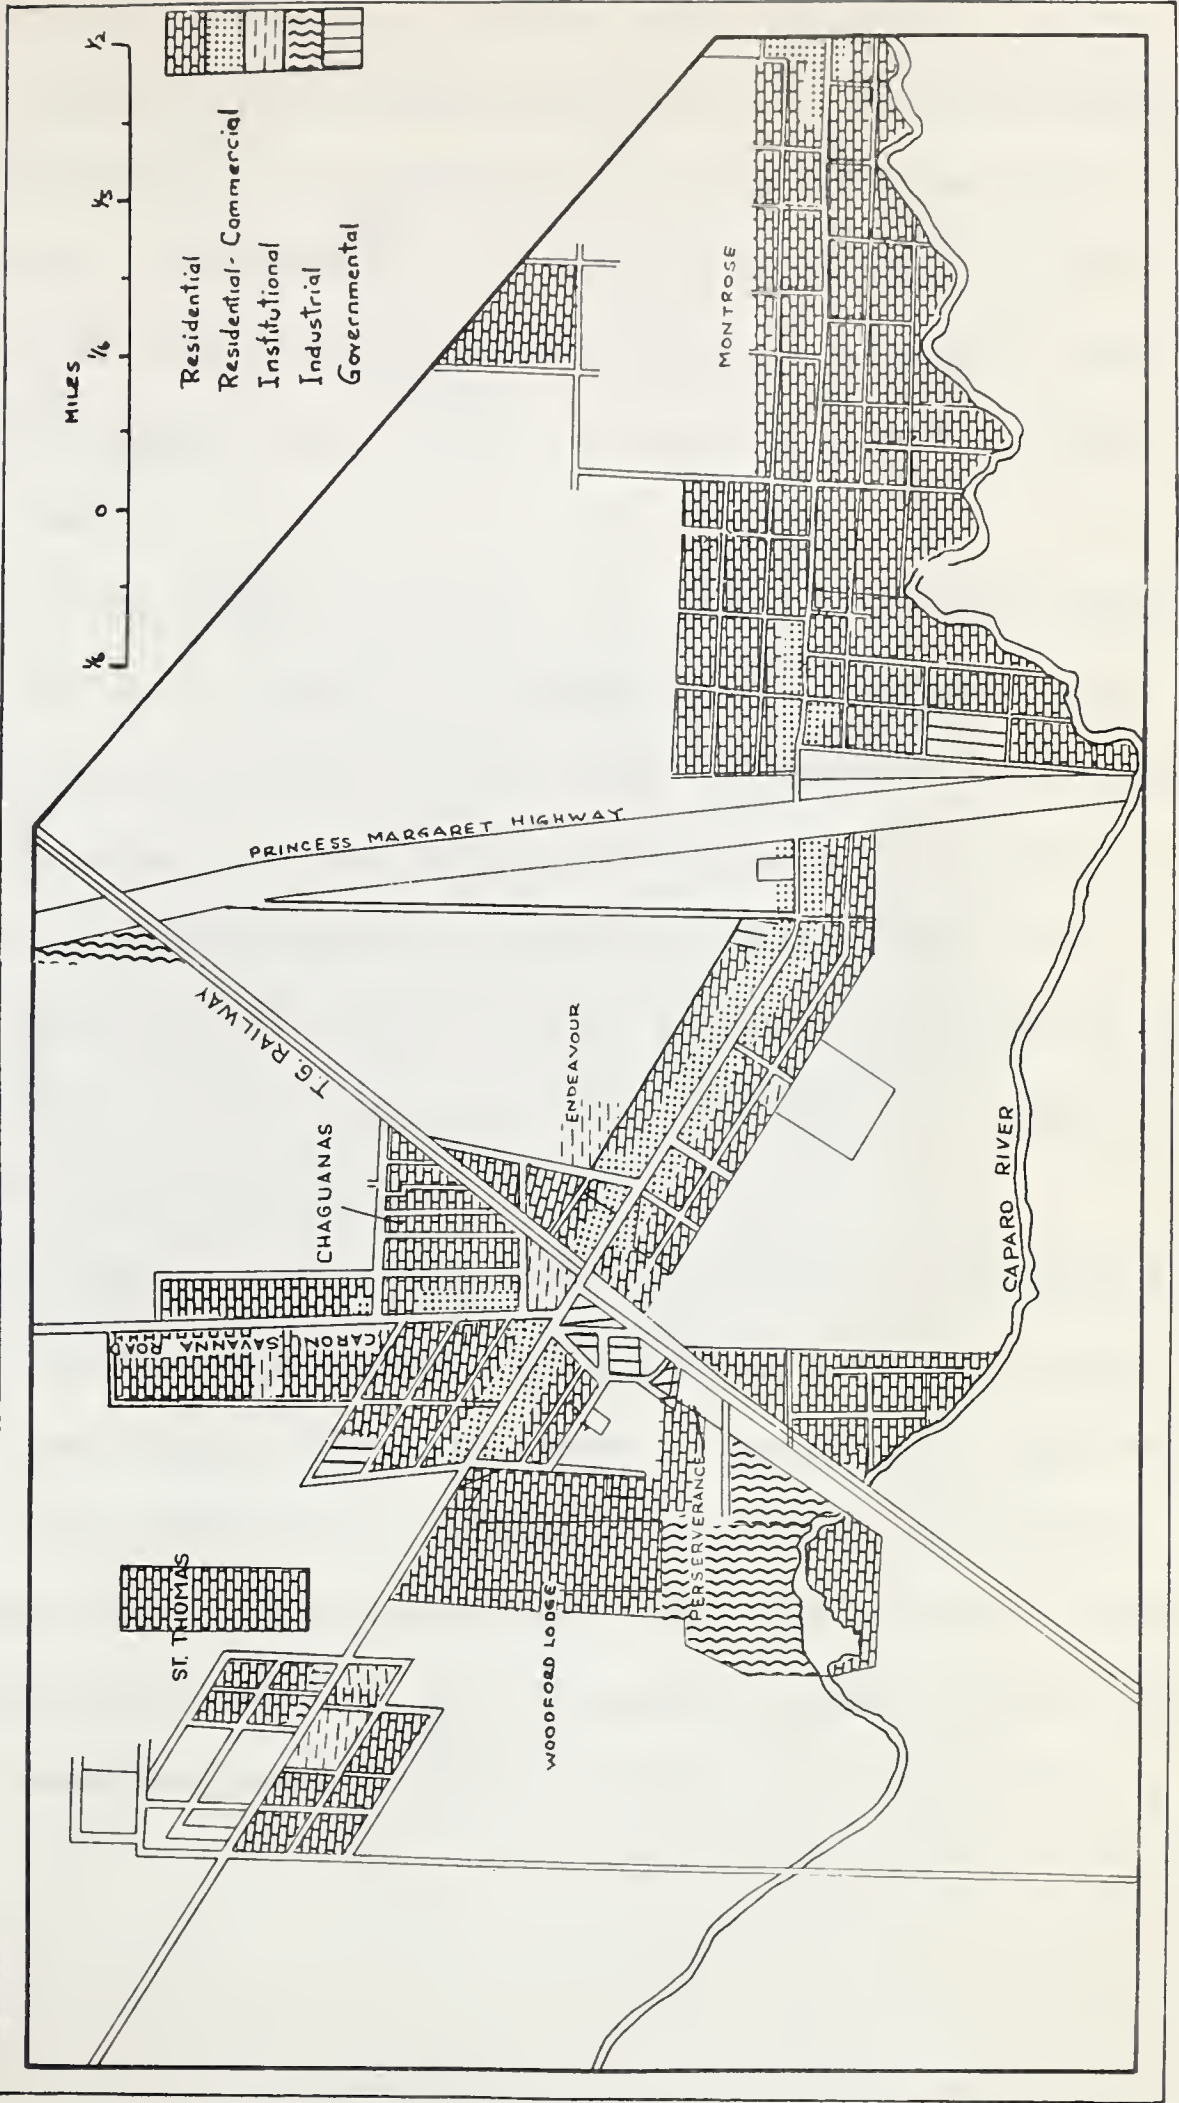 MILES
1/6 0 1/6 1/3 1/2
Residential
Residential-Commercial
Institutional
Industrial
Governmental
ST. THOMAS
CARONI SAVANNA ROAD
CHAGUANAS
T.G. RAILWAY
PRINCESS MARGARET HIGHWAY
WOODFORD LODGE
ENDEAVOUR
PERSERVERANCE
MONTROSE
CAPARO RIVER